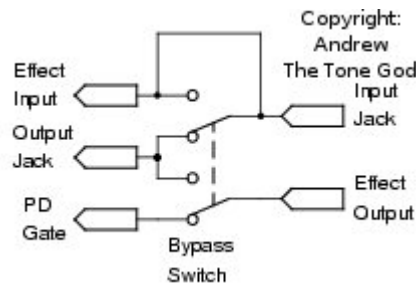 Copyright:
Andrew
The Tone God
Effect
Input
Input
Jack
Output
Jack
Effect
Output
PD
Gate
Bypass
Switch